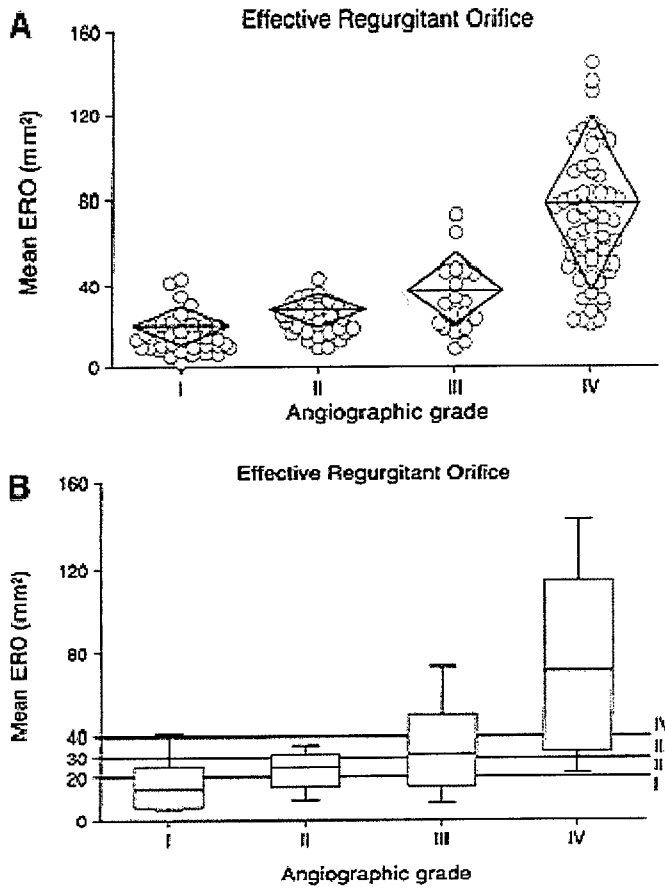 A
Effective Regurgitant Orifice
160
120
80
40
0
Mean ERO (mm²)
I
II
III
IV
Angiographic grade
B
Effective Regurgitant Orifice
160
120
80
40
30
20
0
Mean ERO (mm²)
IV
I
I
II
III
IV
Angiographic grade